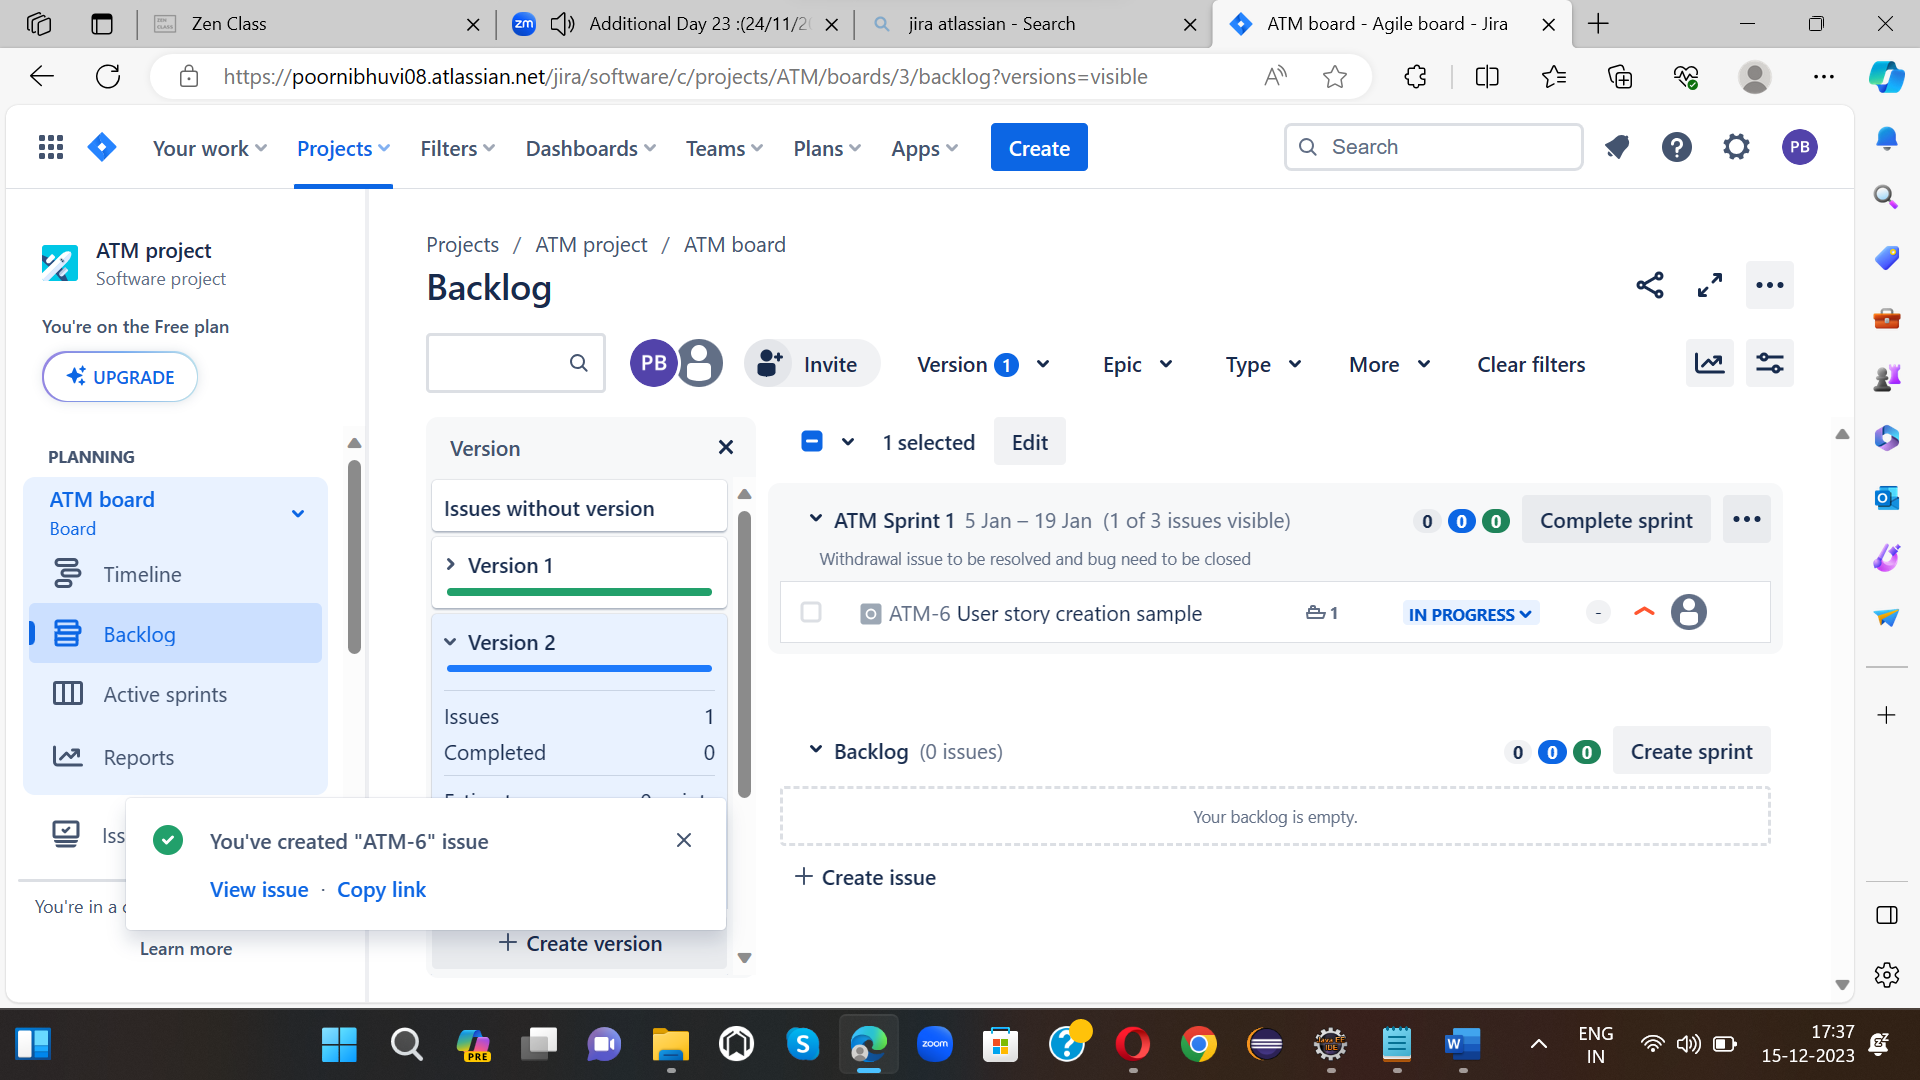 Zen Class
Additional Day 23 :(24/11/20
jira atlassian - Search
ATM board - Agile board - Jira
https://poornibhuvi08.atlassian.net/jira/software/c/projects/ATM/boards/3/backlog?versions=visible
Your work
Projects
Filters
Dashboards
Teams
Plans
Apps
Create
Search
PB
ATM project
Software project
You're on the Free plan
UPGRADE
PLANNING
ATM board
Board
Timeline
Backlog
Active sprints
Reports
Iss
You're in a c
Learn more
Projects / ATM project / ATM board
Backlog
PB
Invite
Version 1
Epic
Type
More
Clear filters
Version
Issues without version
Version 1
Version 2
Issues 1
Completed 0
Create version
1 selected
Edit
ATM Sprint 1 5 Jan – 19 Jan (1 of 3 issues visible)
0 0 0
Complete sprint
Withdrawal issue to be resolved and bug need to be closed
ATM-6 User story creation sample
1
IN PROGRESS
-
Backlog (0 issues)
0 0 0
Create sprint
Your backlog is empty.
Create issue
You've created "ATM-6" issue
View issue · Copy link
PRE
zoom
ENG
IN
17:37
15-12-2023